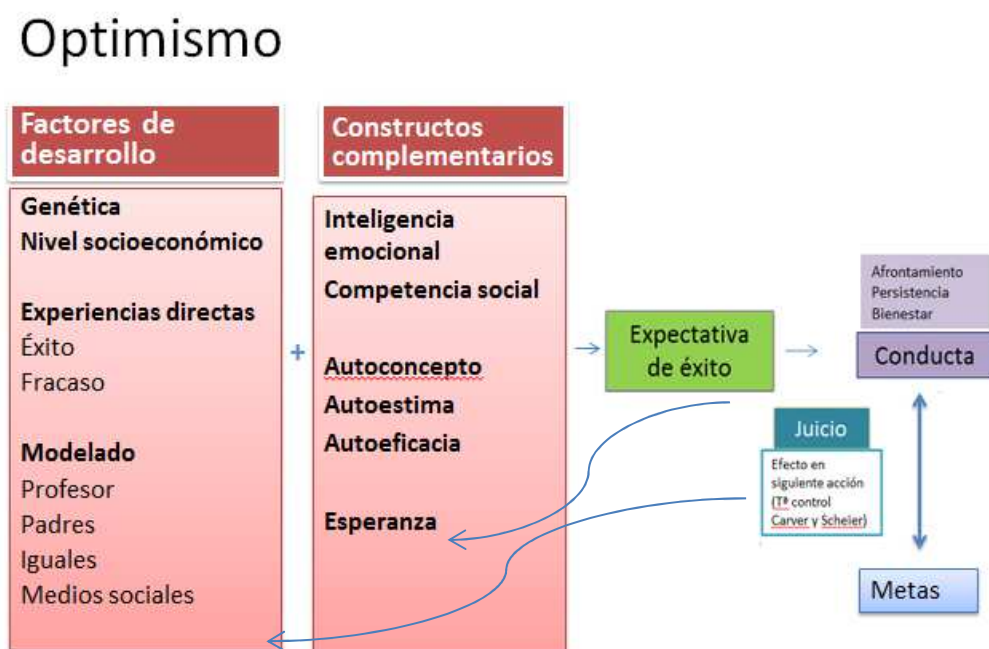 Optimismo
Factores de
desarrollo
Genética
Nivel socioeconómico
Experiencias directas
Éxito
Fracaso
Modelado
Profesor
Padres
Iguales
Medios sociales
+
Constructos
complementarios
Inteligencia
emocional
Competencia social
Autoconcepto
Autoestima
Autoeficacia
Esperanza
Expectativa
de éxito
Afrontamiento
Persistencia
Bienestar
Conducta
Juicio
Efecto en
siguiente acción
(Tª control
Carver y Scheier)
Metas